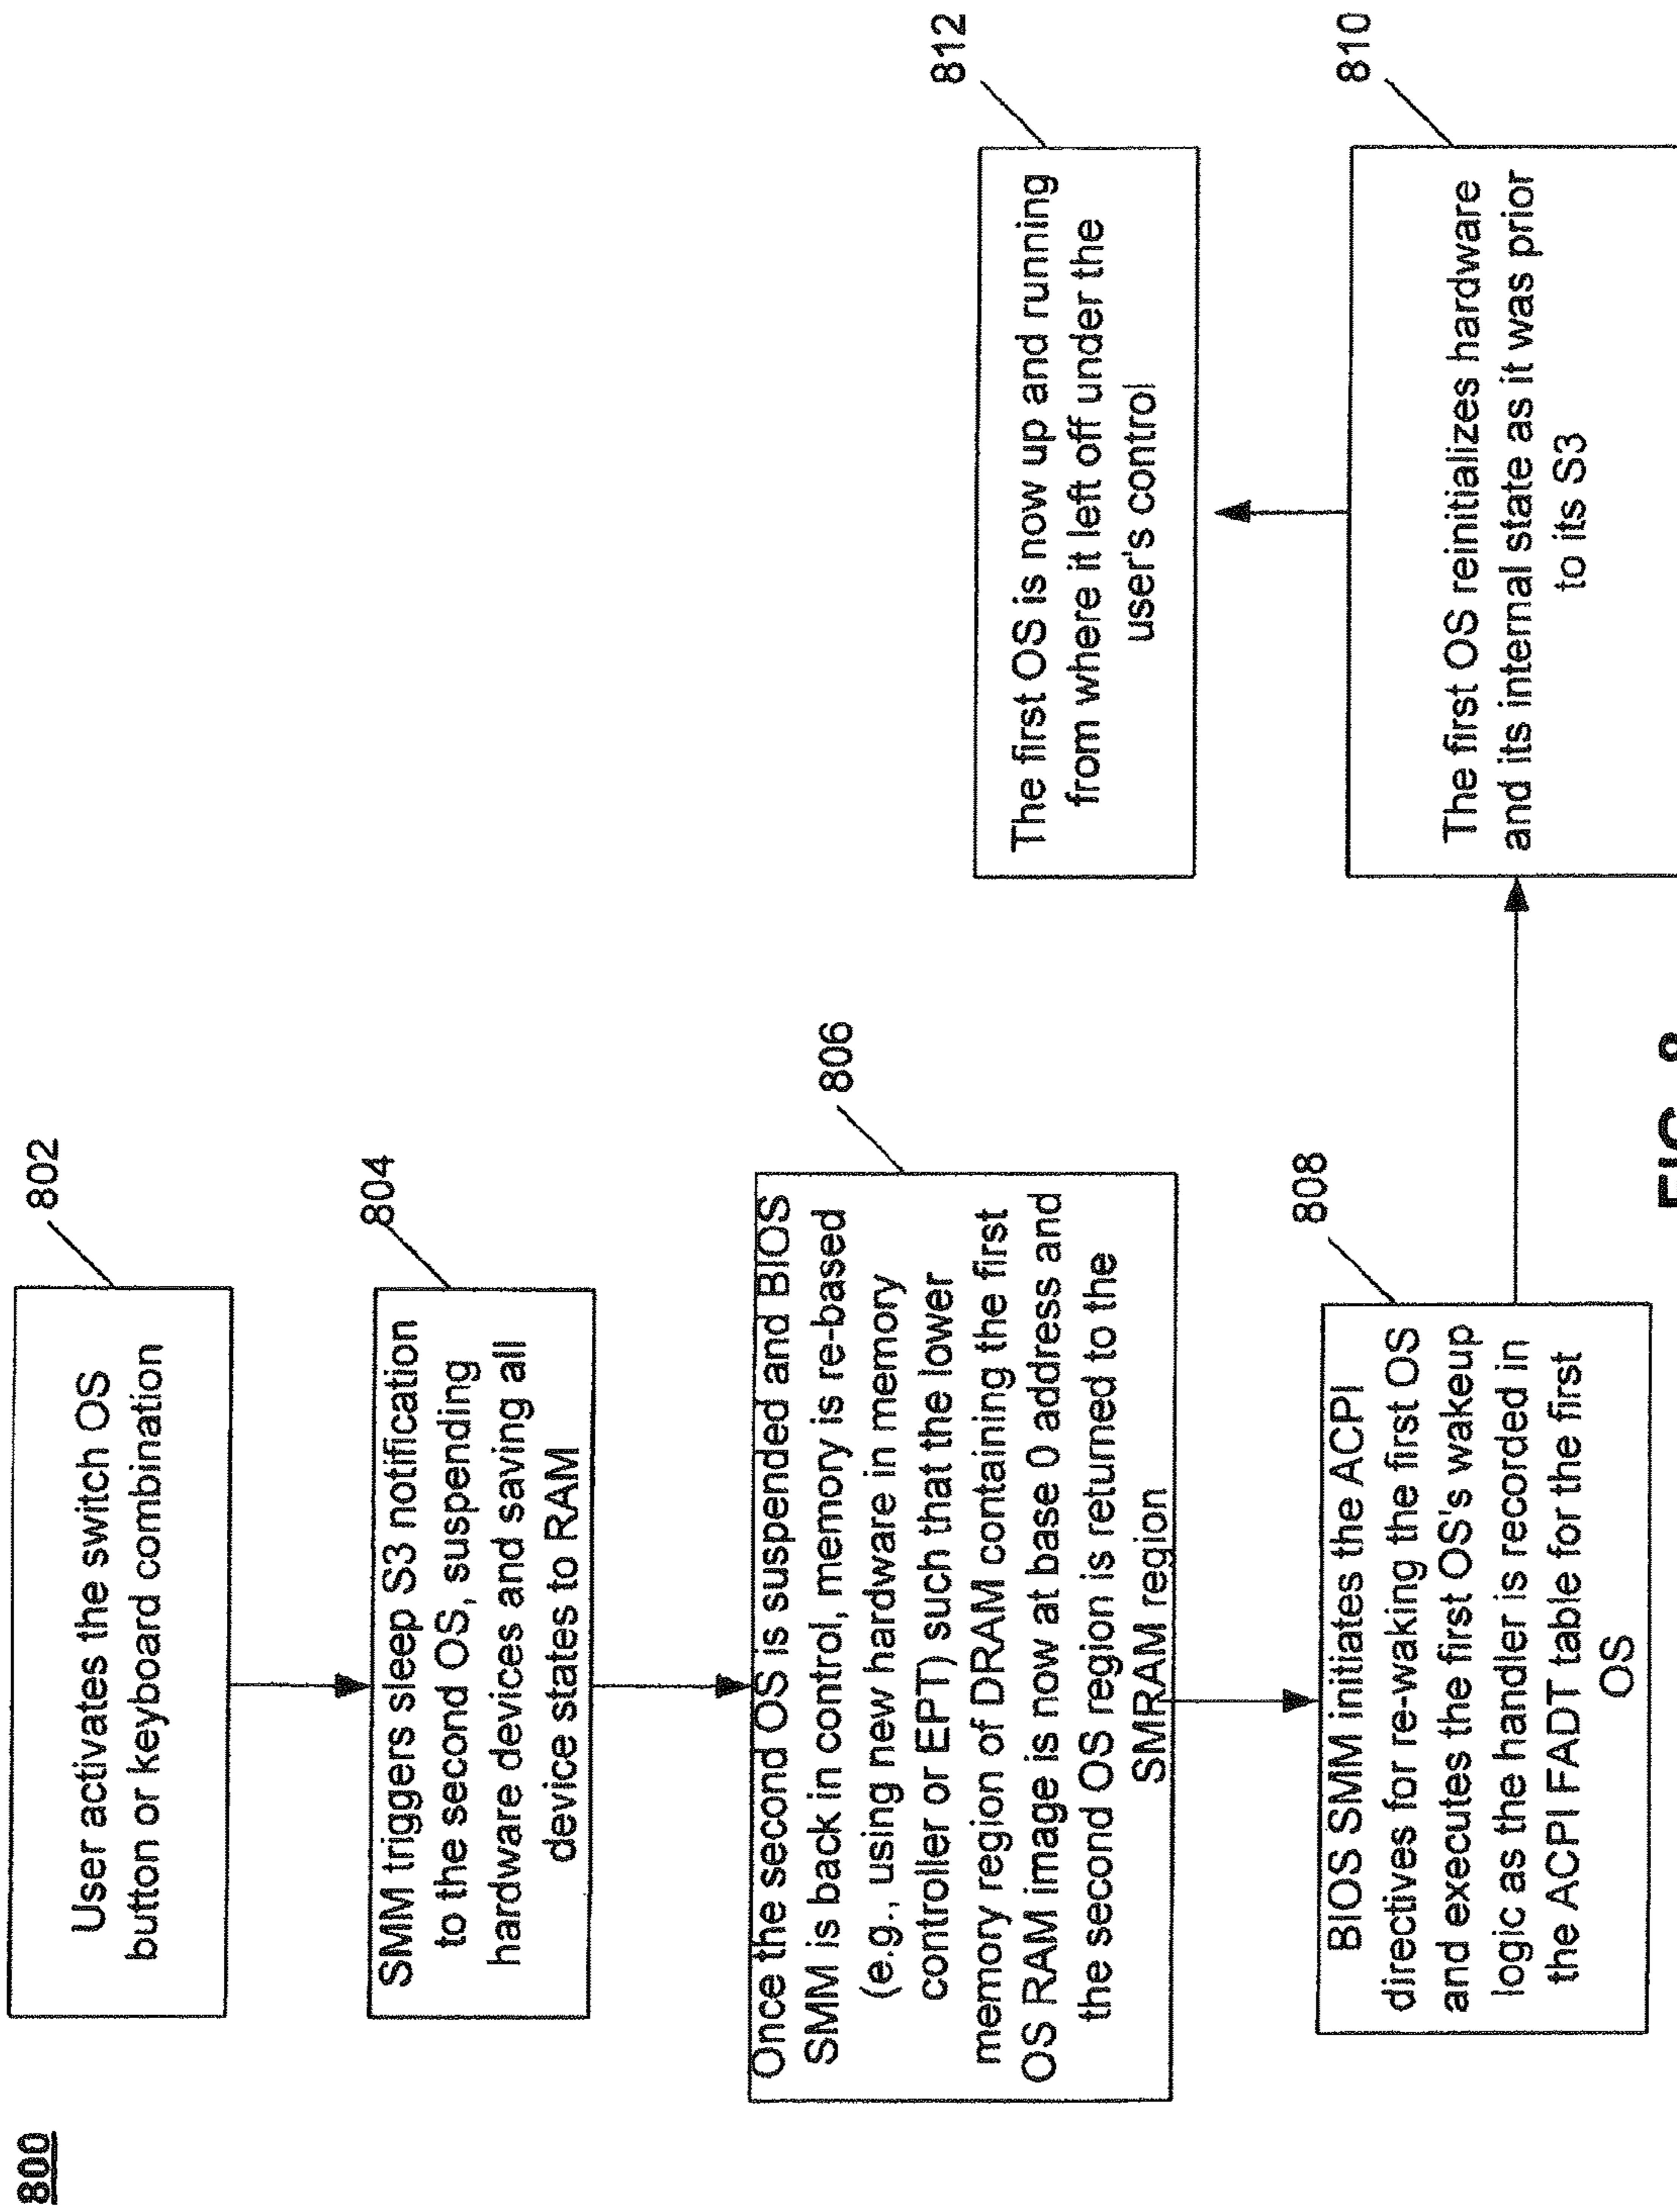 800
802
User activates the switch OS
button or keyboard combination
804
SMM triggers sleep S3 notification
to the second OS, suspending
hardware devices and saving all
device states to RAM
806
Once the second OS is suspended and BIOS
SMM is back in control, memory is re-based
(e.g., using new hardware in memory
controller or EPT) such that the lower
memory region of DRAM containing the first
OS RAM image is now at base 0 address and
the second OS region is returned to the
SMRAM region
808
BIOS SMM initiates the ACPI
directives for re-waking the first OS
and executes the first OS's wakeup
logic as the handler is recorded in
the ACPI FADT table for the first
OS
810
The first OS reinitializes hardware
and its internal state as it was prior
to its S3
812
The first OS is now up and running
from where it left off under the
user's control
FIG. 8